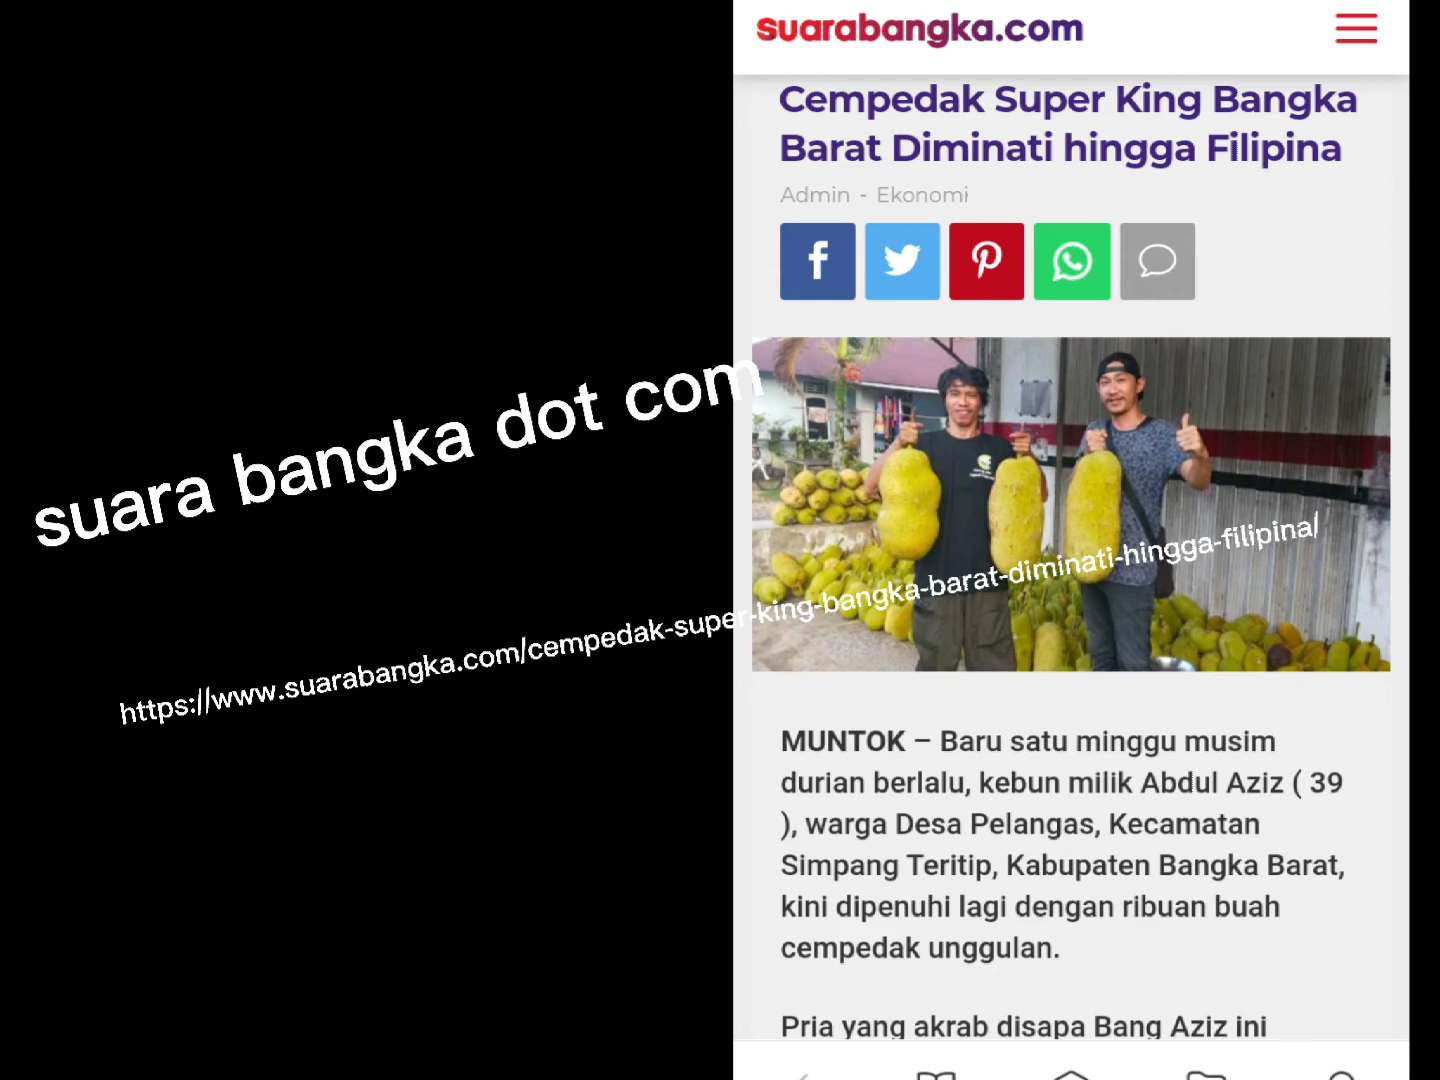 suarabangka.com
Cempedak Super King Bangka
Barat Diminati hingga Filipina
Admin - Ekonomi
suara bangka dot com
https://www.suarabangka.com/cempedak-super-king-bangka-barat-diminati-hingga-filipina/
MUNTOK – Baru satu minggu musim
durian berlalu, kebun milik Abdul Aziz ( 39
), warga Desa Pelangas, Kecamatan
Simpang Teritip, Kabupaten Bangka Barat,
kini dipenuhi lagi dengan ribuan buah
cempedak unggulan.
Pria yang akrab disapa Bang Aziz ini